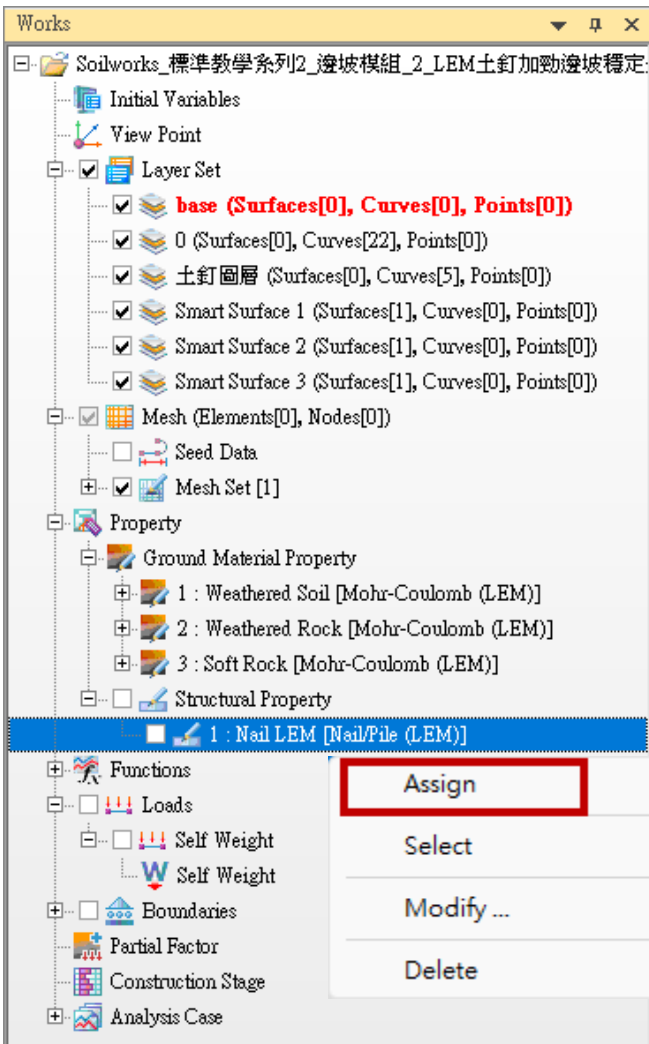 Works
Soilworks_標準教學系列2_邊坡模組_2_LEM土釘加勁邊坡穩定
Initial Variables
View Point
Layer Set
base (Surfaces[0], Curves[0], Points[0])
0 (Surfaces[0], Curves[22], Points[0])
土釘圖層 (Surfaces[0], Curves[5], Points[0])
Smart Surface 1 (Surfaces[1], Curves[0], Points[0])
Smart Surface 2 (Surfaces[1], Curves[0], Points[0])
Smart Surface 3 (Surfaces[1], Curves[0], Points[0])
Mesh (Elements[0], Nodes[0])
Seed Data
Mesh Set [1]
Property
Ground Material Property
1 : Weathered Soil [Mohr-Coulomb (LEM)]
2 : Weathered Rock [Mohr-Coulomb (LEM)]
3 : Soft Rock [Mohr-Coulomb (LEM)]
Structural Property
1 : Nail LEM [Nail/Pile (LEM)]
Functions
Assign
Loads
Self Weight
Select
Self Weight
Boundaries
Modify ...
Partial Factor
Construction Stage
Delete
Analysis Case